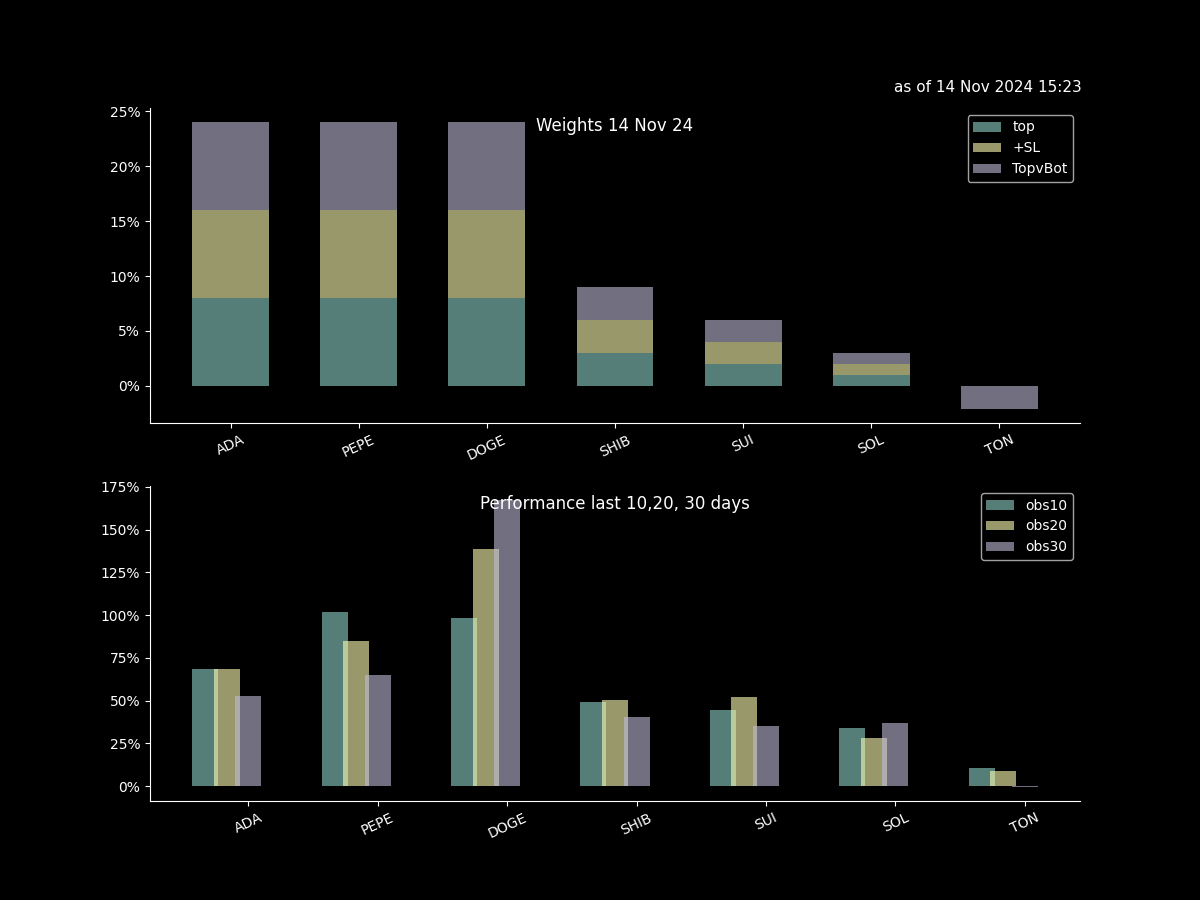 as of 14 Nov 2024 15:23
Weights 14 Nov 24
25%
20%
15%
10%
5%
0%
top
+SL
TopvBot
ADA PEPE DOGE SHIB SUI SOL TON
Performance last 10,20, 30 days
175%
150%
125%
100%
75%
50%
25%
0%
obs10
obs20
obs30
ADA PEPE DOGE SHIB SUI SOL TON